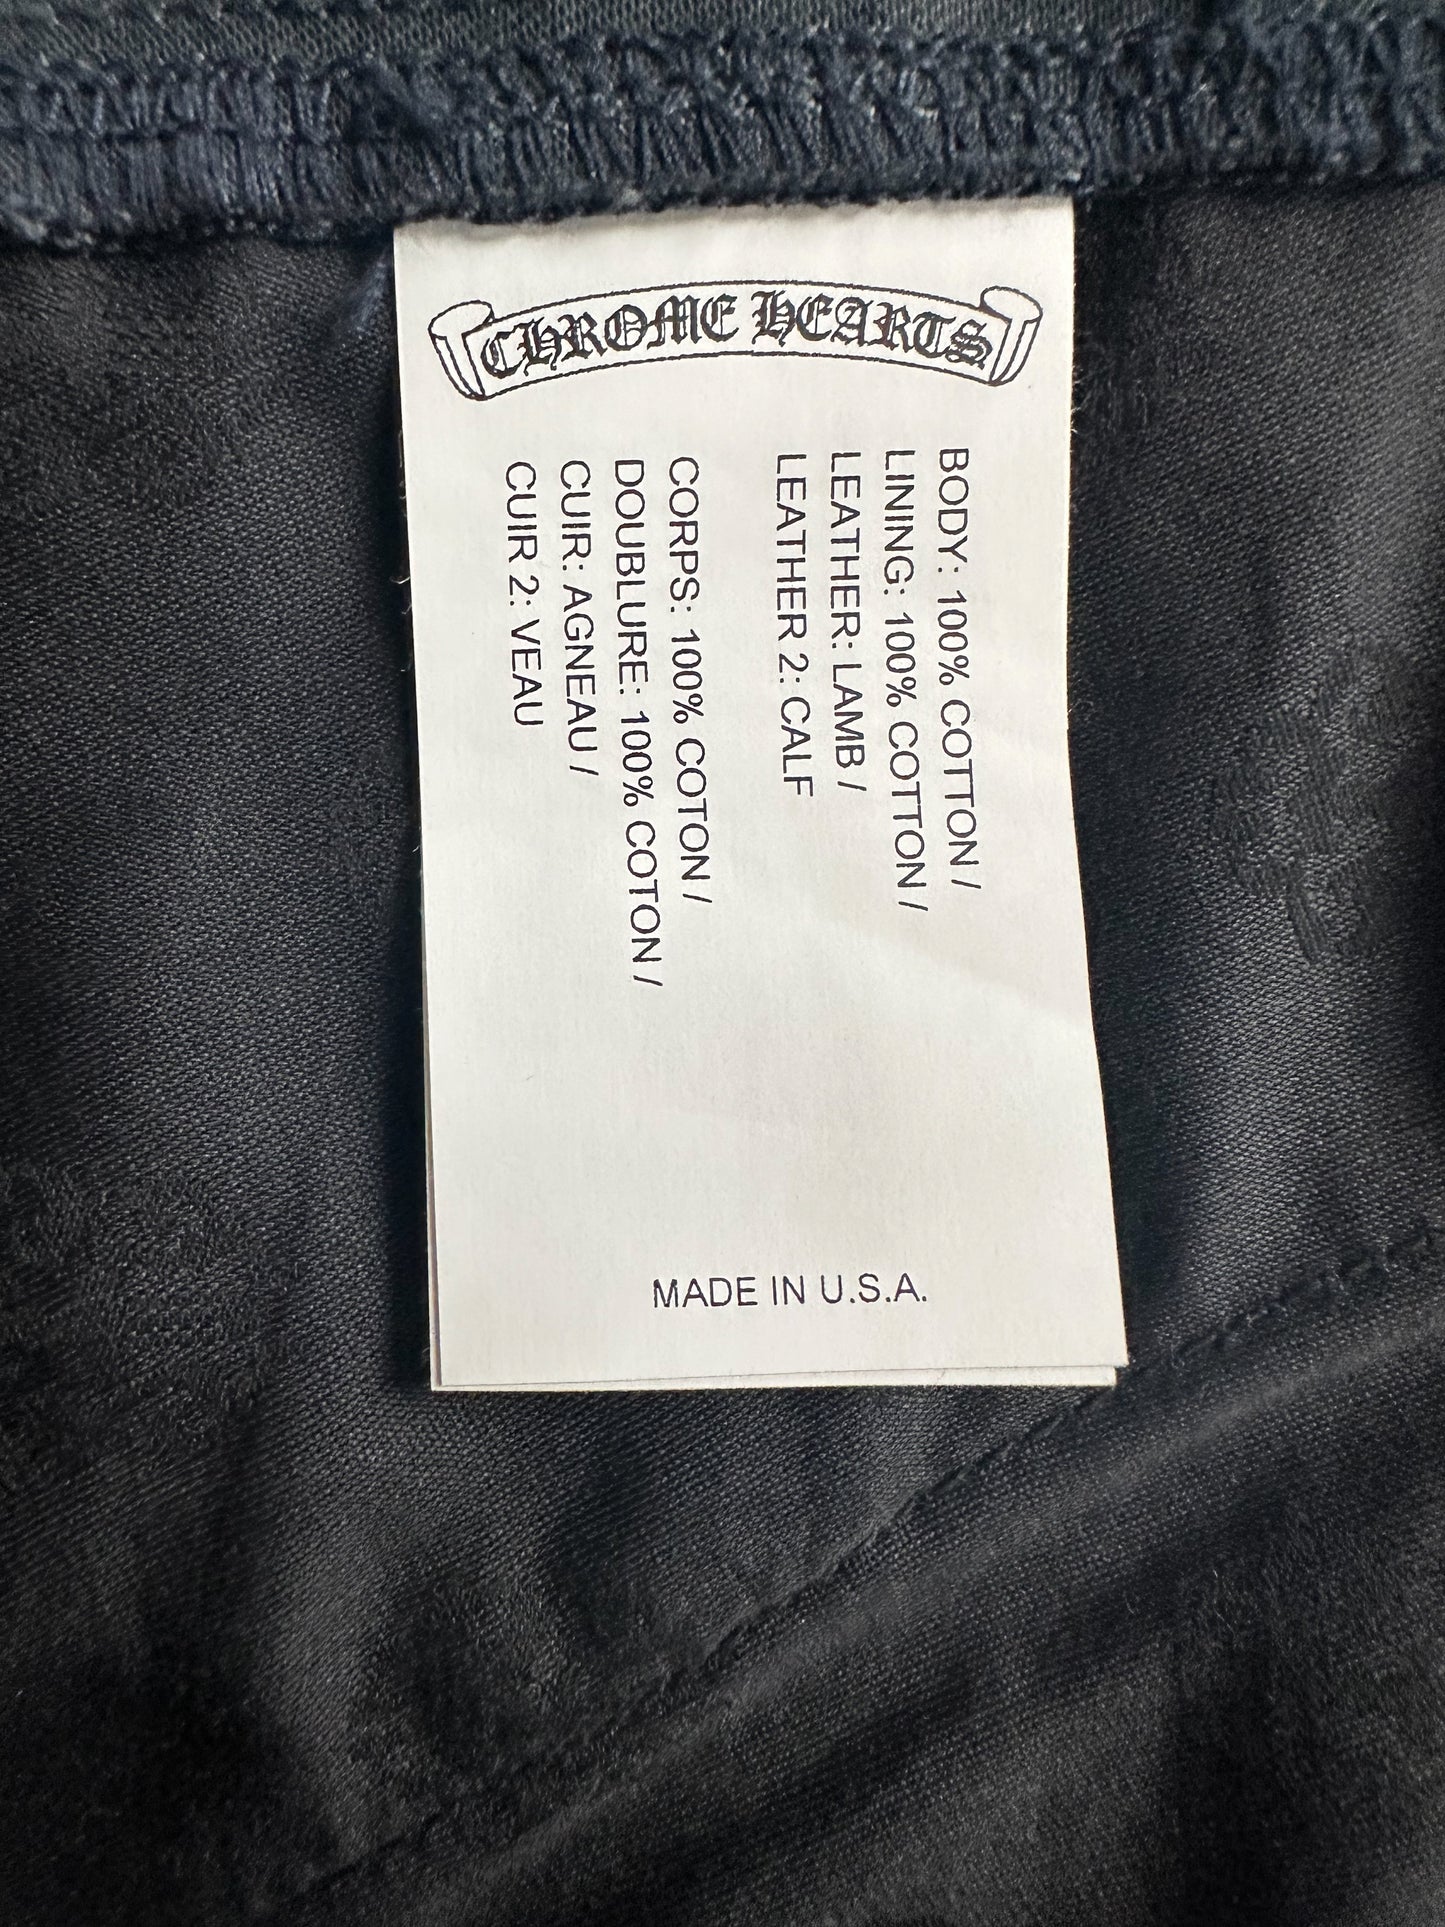 CHROME HEARTS
BODY: 100% COTTON /
LINING: 100% COTTON /
LEATHER: LAMB /
LEATHER 2: CALF
CORPS: 100% COTON /
DOUBLURE: 100% COTON /
CUIR: AGNEAU /
CUIR 2: VEAU
MADE IN U.S.A.